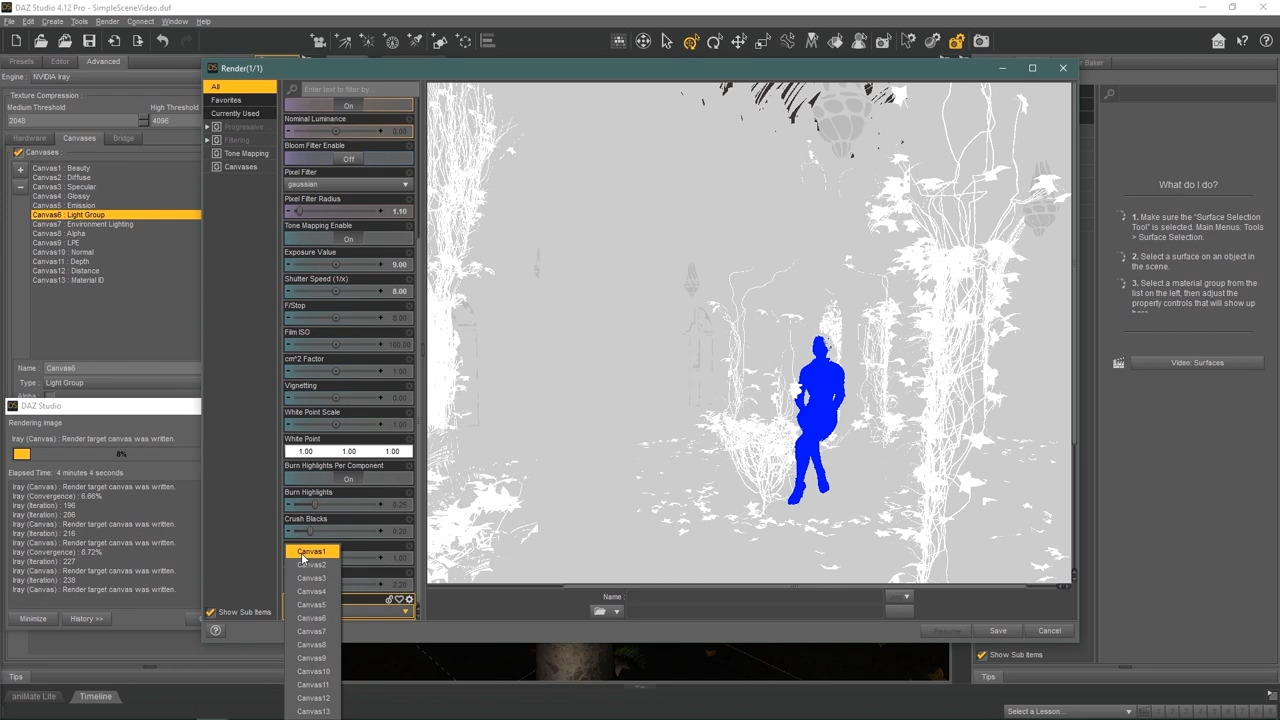 DAZ Studio 4.12 Pro - SimpleSceneVideo.duf
File Edit Create Tools Render Connect Window Help
Presets Editor Advanced
Engine : NVIDIA Iray
Texture Compression :
Medium Threshold High Threshold
2048 4096
Hardware Canvases Bridge
Canvases :
Canvas1 : Beauty
Canvas2 : Diffuse
Canvas3 : Specular
Canvas4 : Glossy
Canvas5 : Emission
Canvas6 : Light Group
Canvas7 : Environment Lighting
Canvas8 : Alpha
Canvas9 : LPE
Canvas10 : Normal
Canvas11 : Depth
Canvas12 : Distance
Canvas13 : Material ID
Name : Canvas6
Type : Light Group
DAZ Studio
Rendering Image
Iray (Canvas) : Render target canvas was written.
8%
Elapsed Time: 4 minutes 4 seconds
Iray (Canvas) : Render target canvas was written.
Iray (Convergence) : 6.66%
Iray (Iteration) : 196
Iray (Iteration) : 206
Iray (Iteration) : 216
Iray (Canvas) : Render target canvas was written.
Iray (Convergence) : 8.72%
Iray (Iteration) : 227
Iray (Iteration) : 238
Iray (Canvas) : Render target canvas was written.
Minimize History >>
Tips
aniMate Lite Timeline
Render(1/1)
All
Favorites
Currently Used
Progressive
Filtering
Tone Mapping
Canvases
Show Sub Items
Enter text to filter by...
On
Nominal Luminance
0.00
Bloom Filter Enable
Off
Pixel Filter
gaussian
Pixel Filter Radius
1.10
Tone Mapping Enable
On
Exposure Value
9.00
Shutter Speed (1/x)
8.00
F/Stop
8.00
Film ISO
100.00
cm^2 Factor
1.00
Vignetting
0.00
White Point Scale
1.00
White Point
1.00 1.00 1.00
Burn Highlights Per Component
On
Burn Highlights
0.25
Crush Blacks
0.20
1.00
2.20
Canvas1
Canvas2
Canvas3
Canvas4
Canvas5
Canvas6
Canvas7
Canvas8
Canvas9
Canvas10
Canvas11
Canvas12
Canvas13
Name :
Resume Save Cancel
Baker
What do I do?
1. Make sure the "Surface Selection
Tool" is selected. Main Menus: Tools
> Surface Selection.
2. Select a surface on an object in
the scene.
3. Select a material group from the
list on the left, then adjust the
property controls that will show up
Video: Surfaces
Show Sub Items
Tips
Select a Lesson...